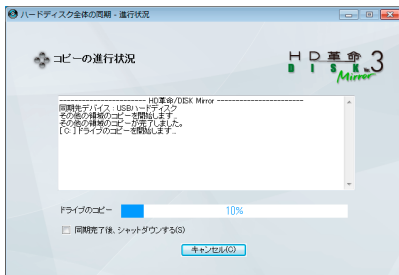 ハードディスク全体の同期 - 進行状況
コピーの進行状況
HD革命
DISK Mirror Ver.3
---------------------- HD革命/DISK Mirror ----------------------
同期先デバイス : USBハードディスク
その他の領域のコピーを開始します...
その他の領域のコピーが完了しました。
[C:]ドライブのコピーを開始します...
ドライブのコピー
10%
同期完了後、シャットダウンする(S)
キャンセル(C)